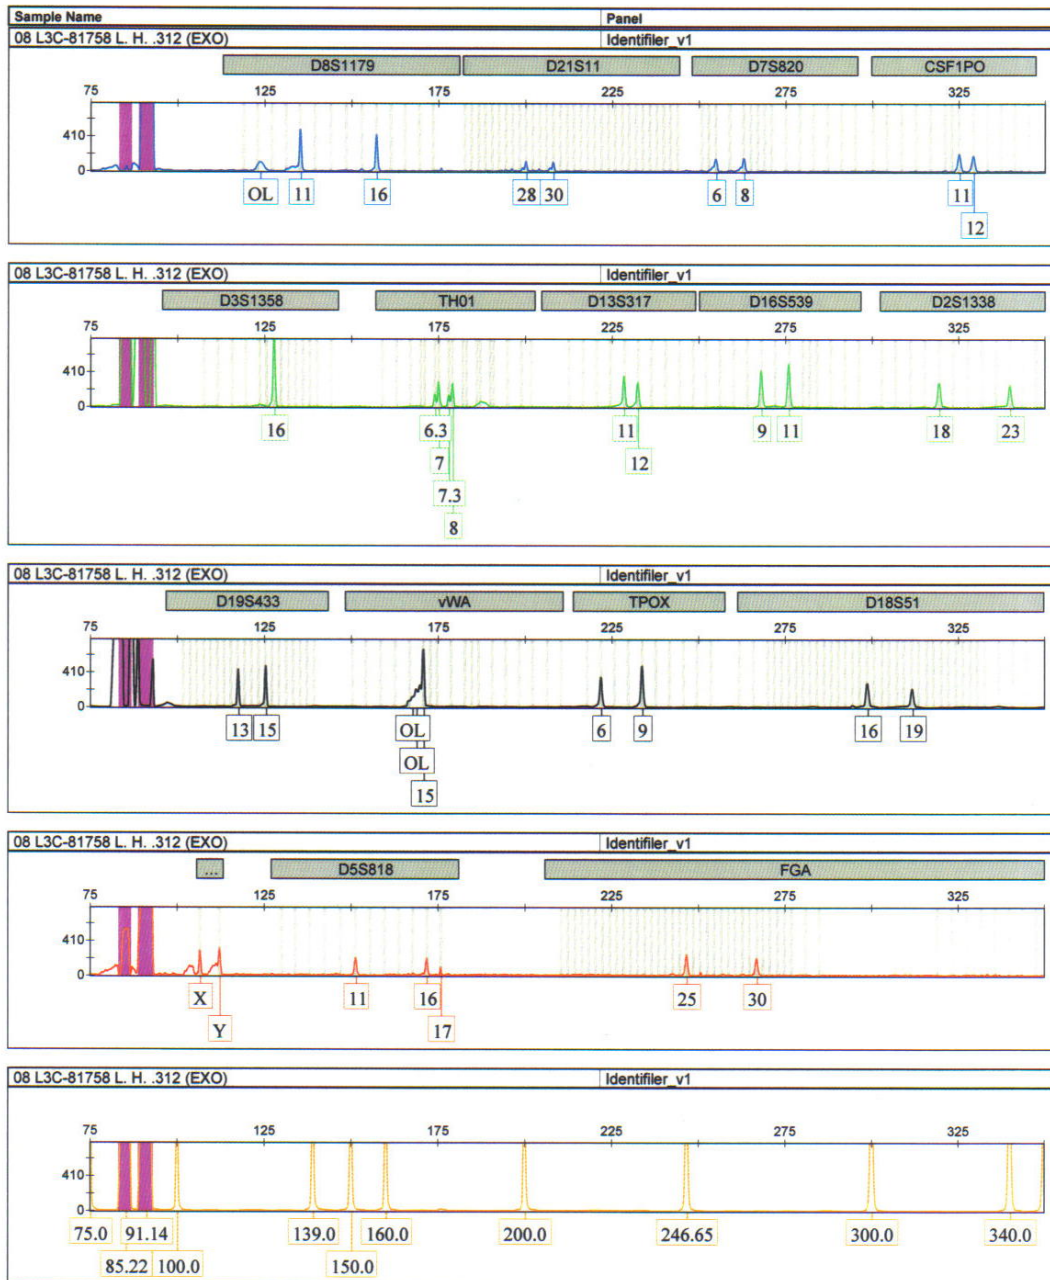 Sample Name Panel
08 L3C-81758 L. H. .312 (EXO) Identifiler_v1
D8S1179 D21S11 D7S820 CSF1PO
75 125 175 225 275 325
410
0
OL 11 16 28 30 6 8 11
12
08 L3C-81758 L. H. .312 (EXO) Identifiler_v1
D3S1358 TH01 D13S317 D16S539 D2S1338
75 125 175 225 275 325
410
0
16 6.3 11 9 11 18 23
7 12
7.3
8
08 L3C-81758 L. H. .312 (EXO) Identifiler_v1
D19S433 vWA TPOX D18S51
75 125 175 225 275 325
410
0
13 15 OL 6 9 16 19
OL
15
08 L3C-81758 L. H. .312 (EXO) Identifiler_v1
... D5S818 FGA
75 125 175 225 275 325
410
0
X 11 16 25 30
Y 17
08 L3C-81758 L. H. .312 (EXO) Identifiler_v1
75 125 175 225 275 325
410
0
75.0 91.14 139.0 160.0 200.0 246.65 300.0 340.0
85.22 100.0 150.0